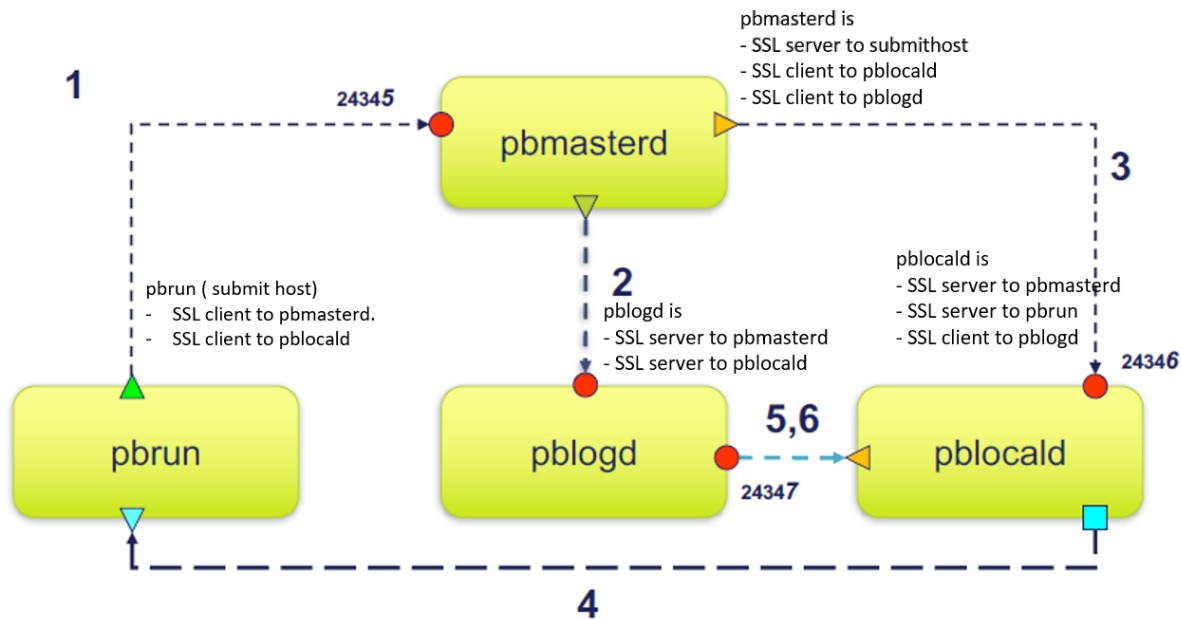 pbmasterd is
- SSL server to submithost
- SSL client to pblocald
- SSL client to pblogd
1
24345
pbmasterd
3
pbrun ( submit host)
- SSL client to pbmasterd.
- SSL client to pblocald
2
pblogd is
- SSL server to pbmasterd
- SSL server to pblocald
pblocald is
- SSL server to pbmasterd
- SSL server to pbrun
- SSL client to pblogd
24346
pbrun
pblogd
5,6
24347
pblocald
4